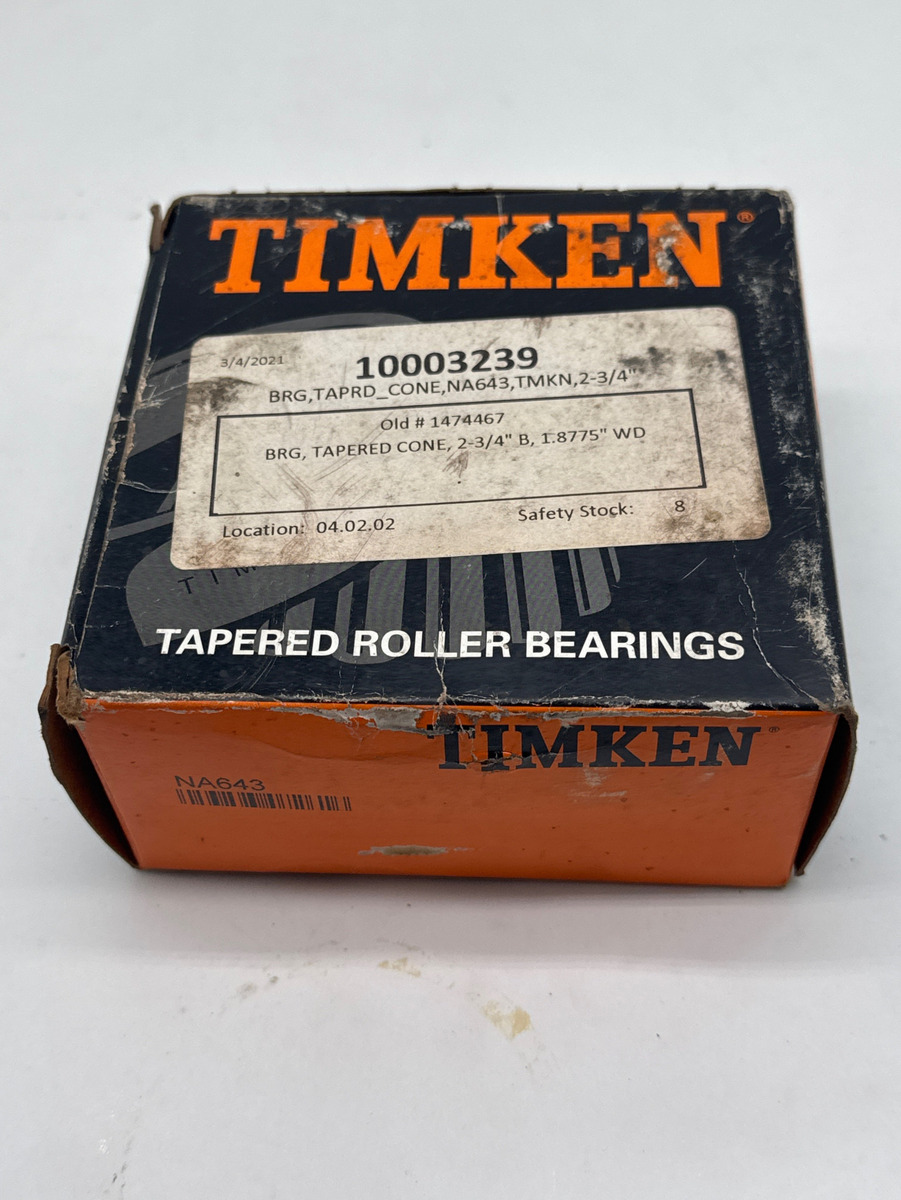 TIMKEN®
3/4/2021
10003239
BRG,TAPRD_CONE,NA643,TMKN,2-3/4"
Old # 1474467
BRG, TAPERED CONE, 2-3/4" B, 1.8775" WD
Location: 04.02.02
Safety Stock: 8
TIM
TAPERED ROLLER BEARINGS
TIMKEN®
NA643